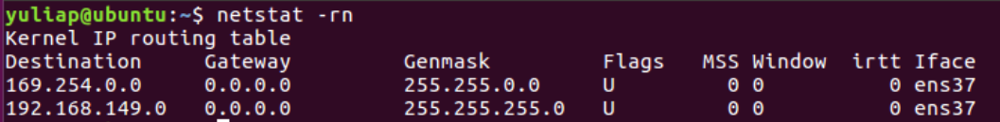 yuliap@ubuntu:~$ netstat -rn
Kernel IP routing table
Destination Gateway Genmask Flags MSS Window irtt Iface
169.254.0.0 0.0.0.0 255.255.0.0 U 0 0 0 ens37
192.168.149.0 0.0.0.0 255.255.255.0 U 0 0 0 ens37